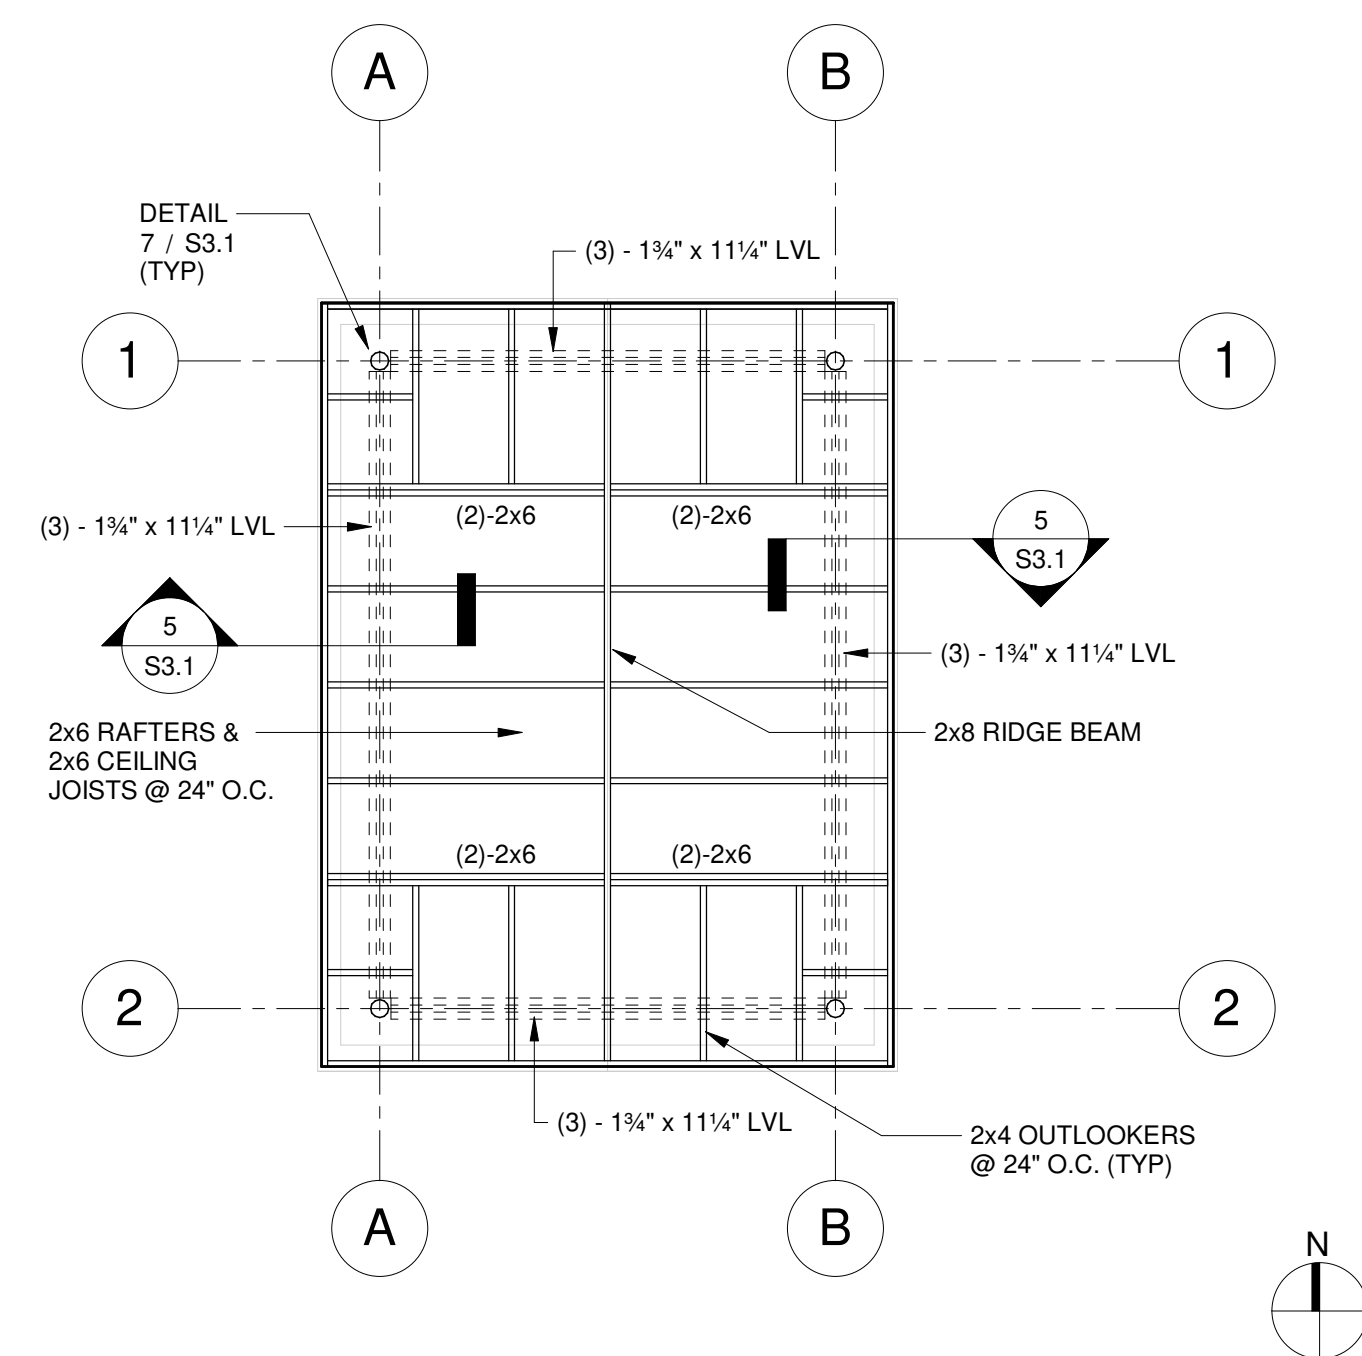 A
B
DETAIL
7 / S3.1
(TYP)
(3) - 1¾" x 11¼" LVL
1
1
(3) - 1¾" x 11¼" LVL
(2)-2x6
(2)-2x6
5
S3.1
5
S3.1
(3) - 1¾" x 11¼" LVL
2x6 RAFTERS &
2x6 CEILING
JOISTS @ 24" O.C.
2x8 RIDGE BEAM
(2)-2x6
(2)-2x6
2
2
(3) - 1¾" x 11¼" LVL
2x4 OUTLOOKERS
@ 24" O.C. (TYP)
A
B
N